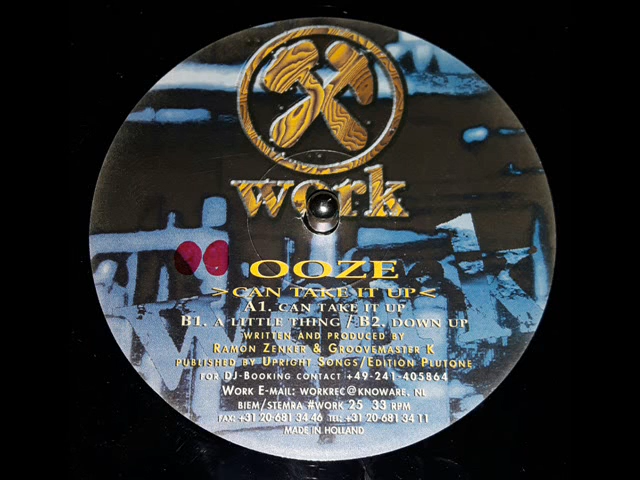 work
OOZE
>CAN TAKE IT UP<
A1. CAN TAKE IT UP
B1. A LITTLE THING / B2. DOWN UP
WRITTEN AND PRODUCED BY
RAMON ZENKER & GROOVEMASTER K
PUBLISHED BY UPRIGHT SONGS/EDITION PLUTONE
FOR DJ-BOOKING CONTACT +49-241-405864
WORK E-MAIL: WORKREC@KNOWARE. NL
BIEM/STEMRA #WORK 25 33 RPM
FAX: +31 20-681 34 46 TEL: +31 20-681 34 11
MADE IN HOLLAND